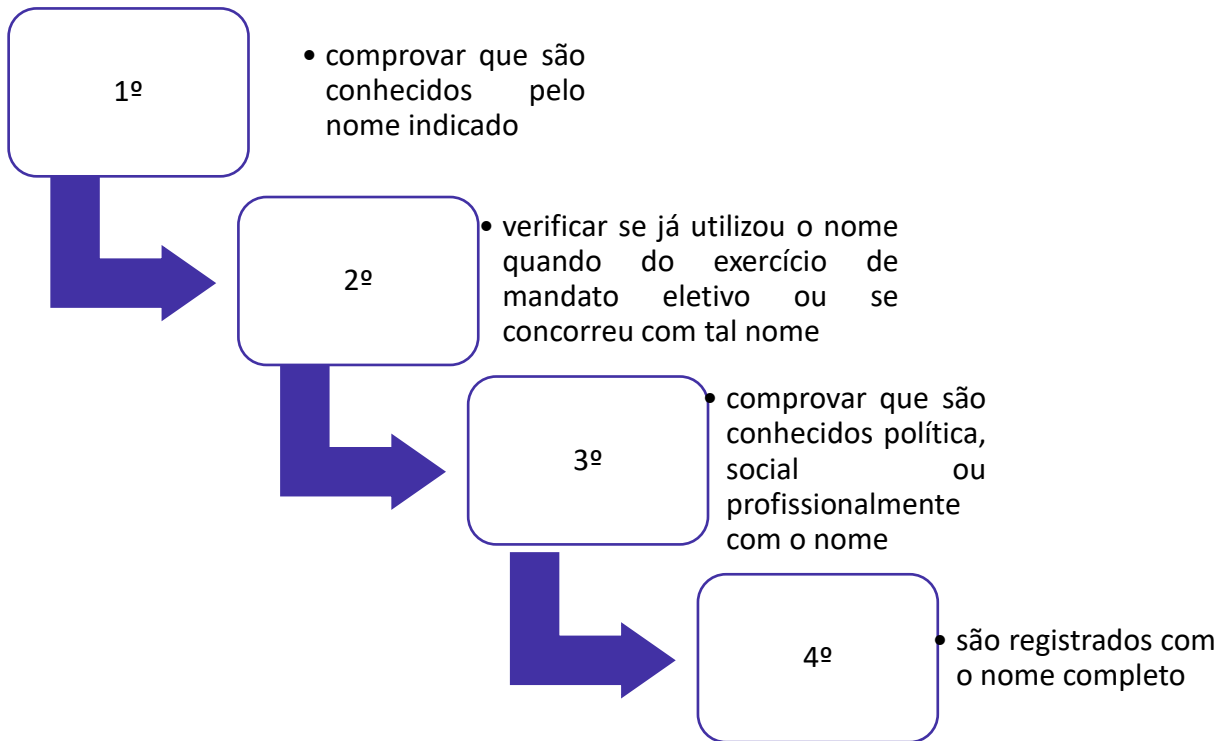 1º
• comprovar que são
conhecidos pelo
nome indicado
2º
• verificar se já utilizou o nome
quando do exercício de
mandato eletivo ou se
concorreu com tal nome
3º
• comprovar que são
conhecidos política,
social ou
profissionalmente
com o nome
4º
• são registrados com
o nome completo